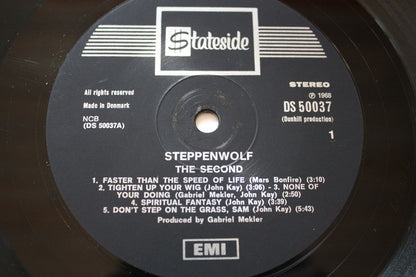 Stateside
All rights reserved
Made in Denmark
NCB
(DS 50037A)
STEREO
℗ 1968
DS 50037
(Dunhill production)
1
STEPPENWOLF
THE SECOND
1. FASTER THAN THE SPEED OF LIFE (Mars Bonfire) (3:10)
2. TIGHTEN UP YOUR WIG (John Kay) (3:06) - 3. NONE OF
YOUR DOING (Gabriel Mekler, John Kay) (2:50)
4. SPIRITUAL FANTASY (John Kay) (3:39)
5. DON'T STEP ON THE GRASS, SAM (John Kay) (5:43)
Produced by Gabriel Mekler
EMI